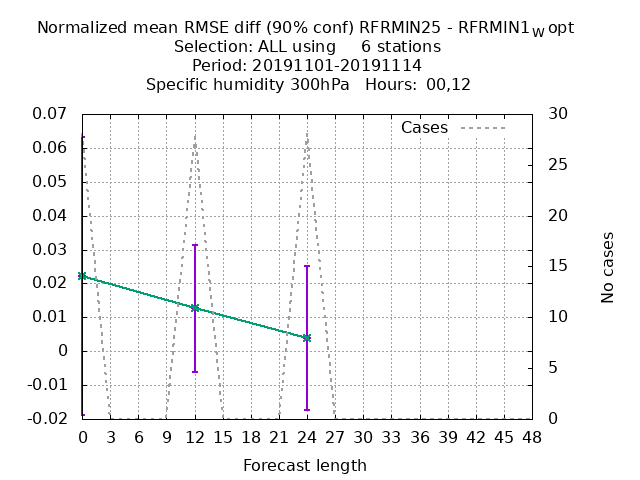 Normalized mean RMSE diff (90% conf) RFRMIN25 - RFRMIN1wopt
Selection: ALL using 6 stations
Period: 20191101-20191114
Specific humidity 300hPa Hours: 00,12
Cases
0.07
0.06
0.05
0.04
0.03
0.02
0.01
0
-0.01
-0.02
30
25
20
15
10
5
0
No cases
0 3 6 9 12 15 18 21 24 27 30 33 36 39 42 45 48
Forecast length